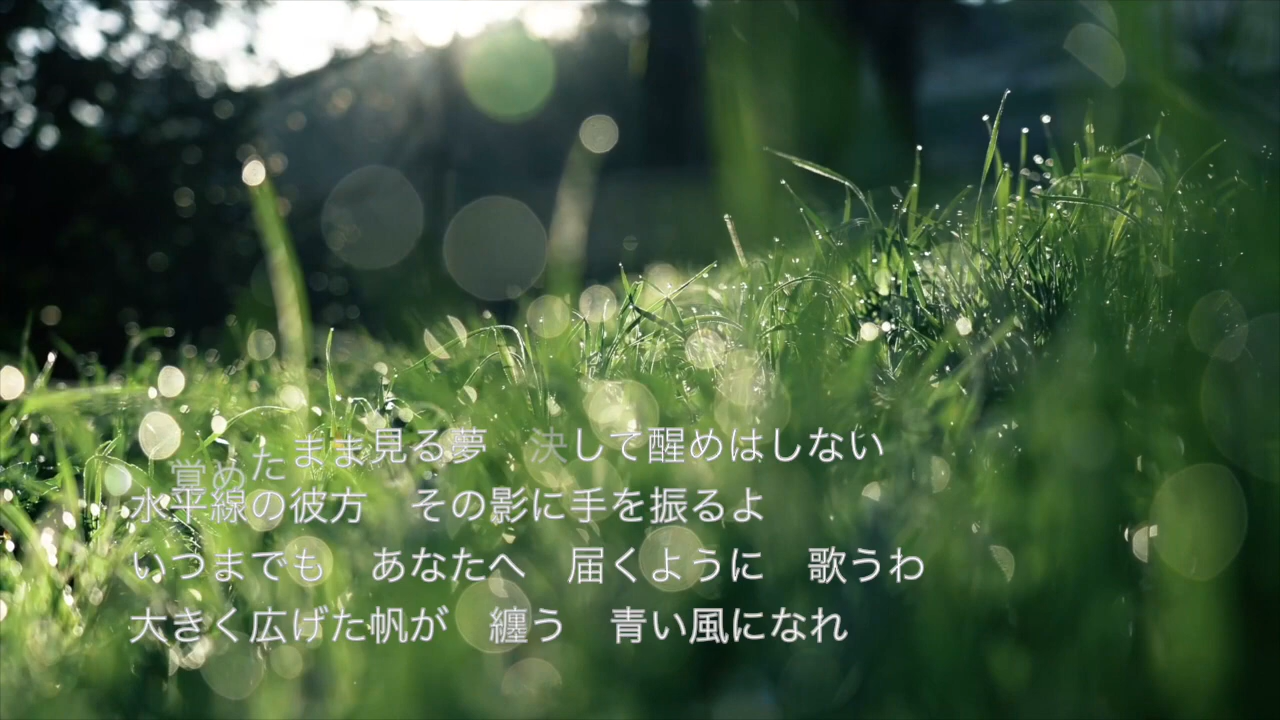 覚めたまま見る夢　決して醒めはしない
水平線の彼方　その影に手を振るよ
いつまでも　あなたへ　届くように　歌うわ
大きく広げた帆が　纏う　青い風になれ